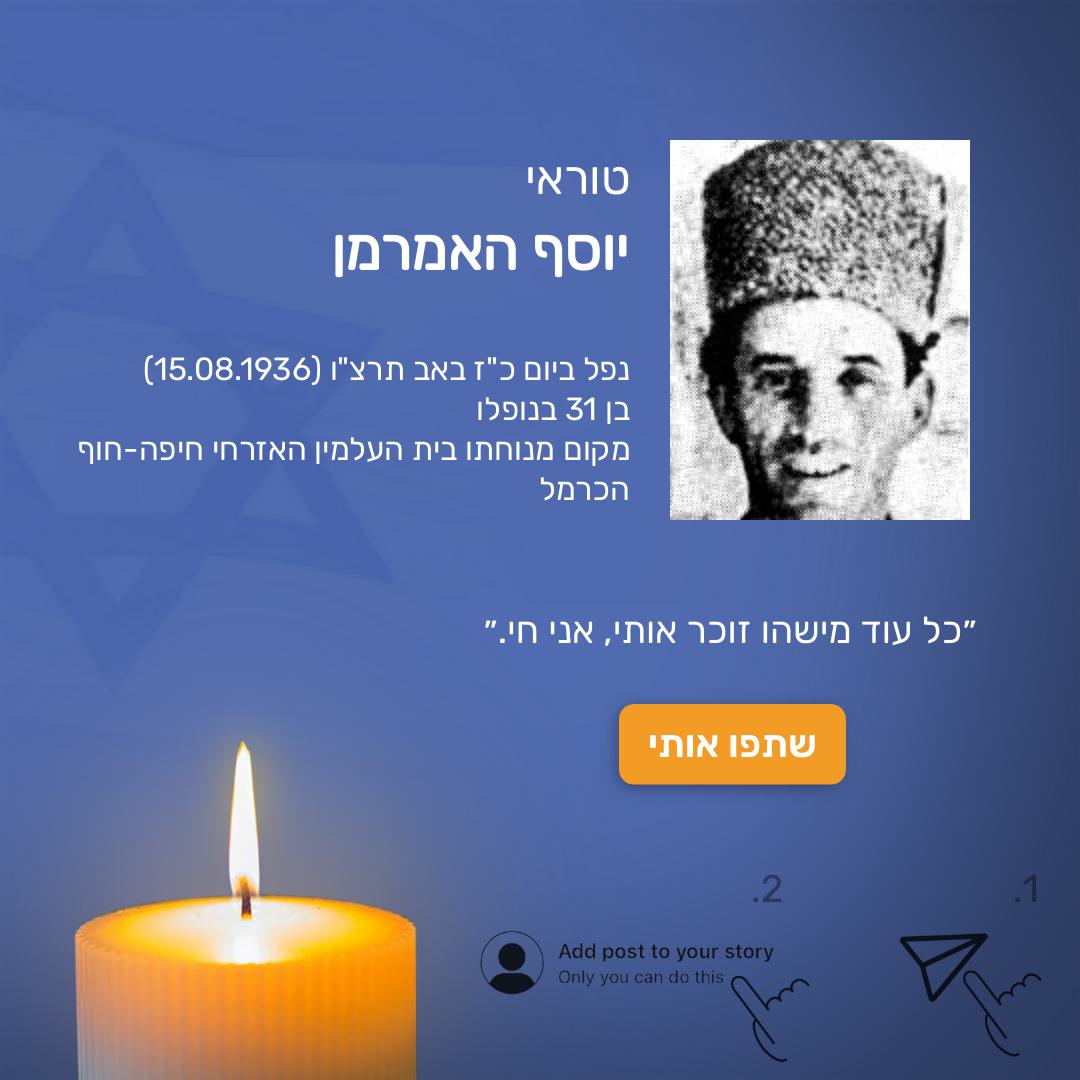 טוראי
יוסף האמרמן
נפל ביום כ"ז באב תרצ"ו (15.08.1936)
בן 31 בנופלו
מקום מנוחתו בית העלמין האזרחי חיפה-חוף
הכרמל
״כל עוד מישהו זוכר אותי, אני חי.״
שתפו אותי
.1
.2
Add post to your story
Only you can do this